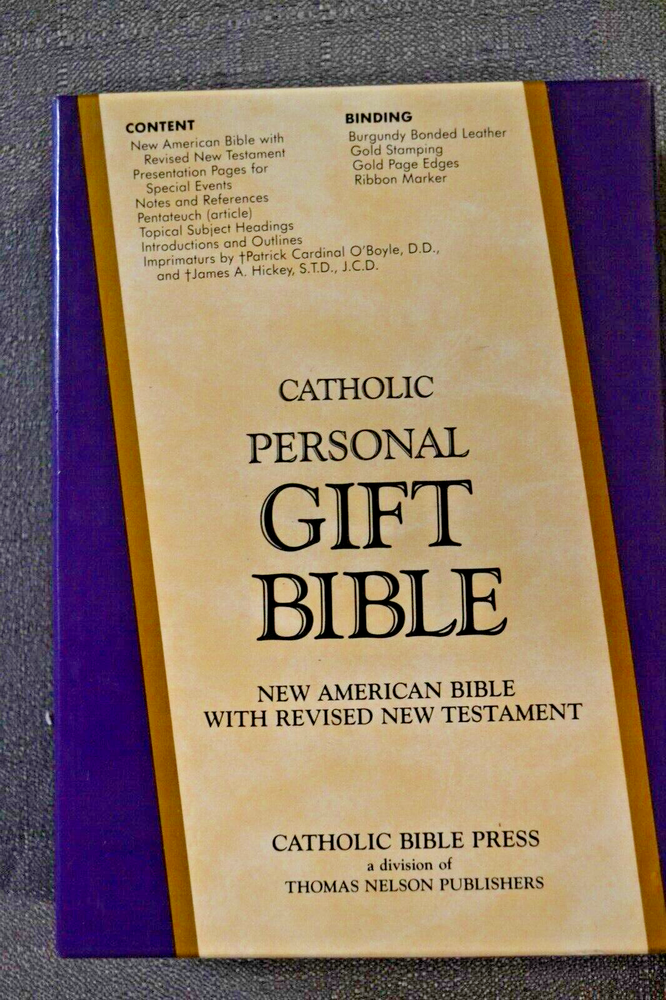 CONTENT
New American Bible with
Revised New Testament
Presentation Pages for
Special Events
Notes and References
Pentateuch (article)
Topical Subject Headings
Introductions and Outlines
Imprimaturs by †Patrick Cardinal O'Boyle, D.D.,
and †James A. Hickey, S.T.D., J.C.D.
BINDING
Burgundy Bonded Leather
Gold Stamping
Gold Page Edges
Ribbon Marker
CATHOLIC
PERSONAL
GIFT
BIBLE
NEW AMERICAN BIBLE
WITH REVISED NEW TESTAMENT
CATHOLIC BIBLE PRESS
a division of
THOMAS NELSON PUBLISHERS